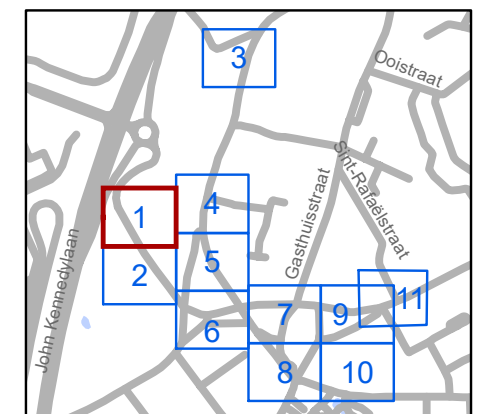 3
Ooistraat
Sint-Rafaëlstraat
Gasthuisstraat
John Kennedylaan
1
4
2
5
6
7
9
11
8
10